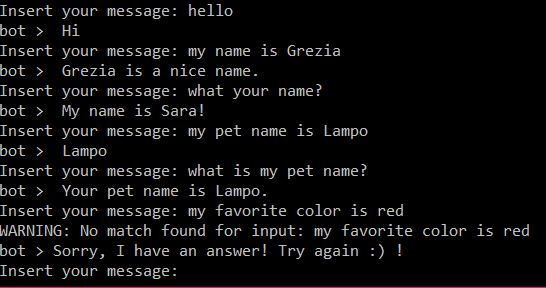 Insert your message: hello
bot >  Hi
Insert your message: my name is Grezia
bot >  Grezia is a nice name.
Insert your message: what your name?
bot >  My name is Sara!
Insert your message: my pet name is Lampo
bot >  Lampo
Insert your message: what is my pet name?
bot >  Your pet name is Lampo.
Insert your message: my favorite color is red
WARNING: No match found for input: my favorite color is red
bot > Sorry, I have an answer! Try again :) !
Insert your message: